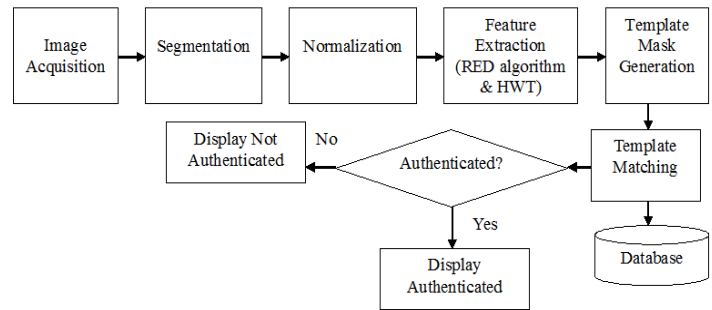 Image
Acquisition
Segmentation
Normalization
Feature
Extraction
(RED algorithm
& HWT)
Template
Mask
Generation
Display Not
Authenticated
No
Authenticated?
Template
Matching
Yes
Database
Display
Authenticated